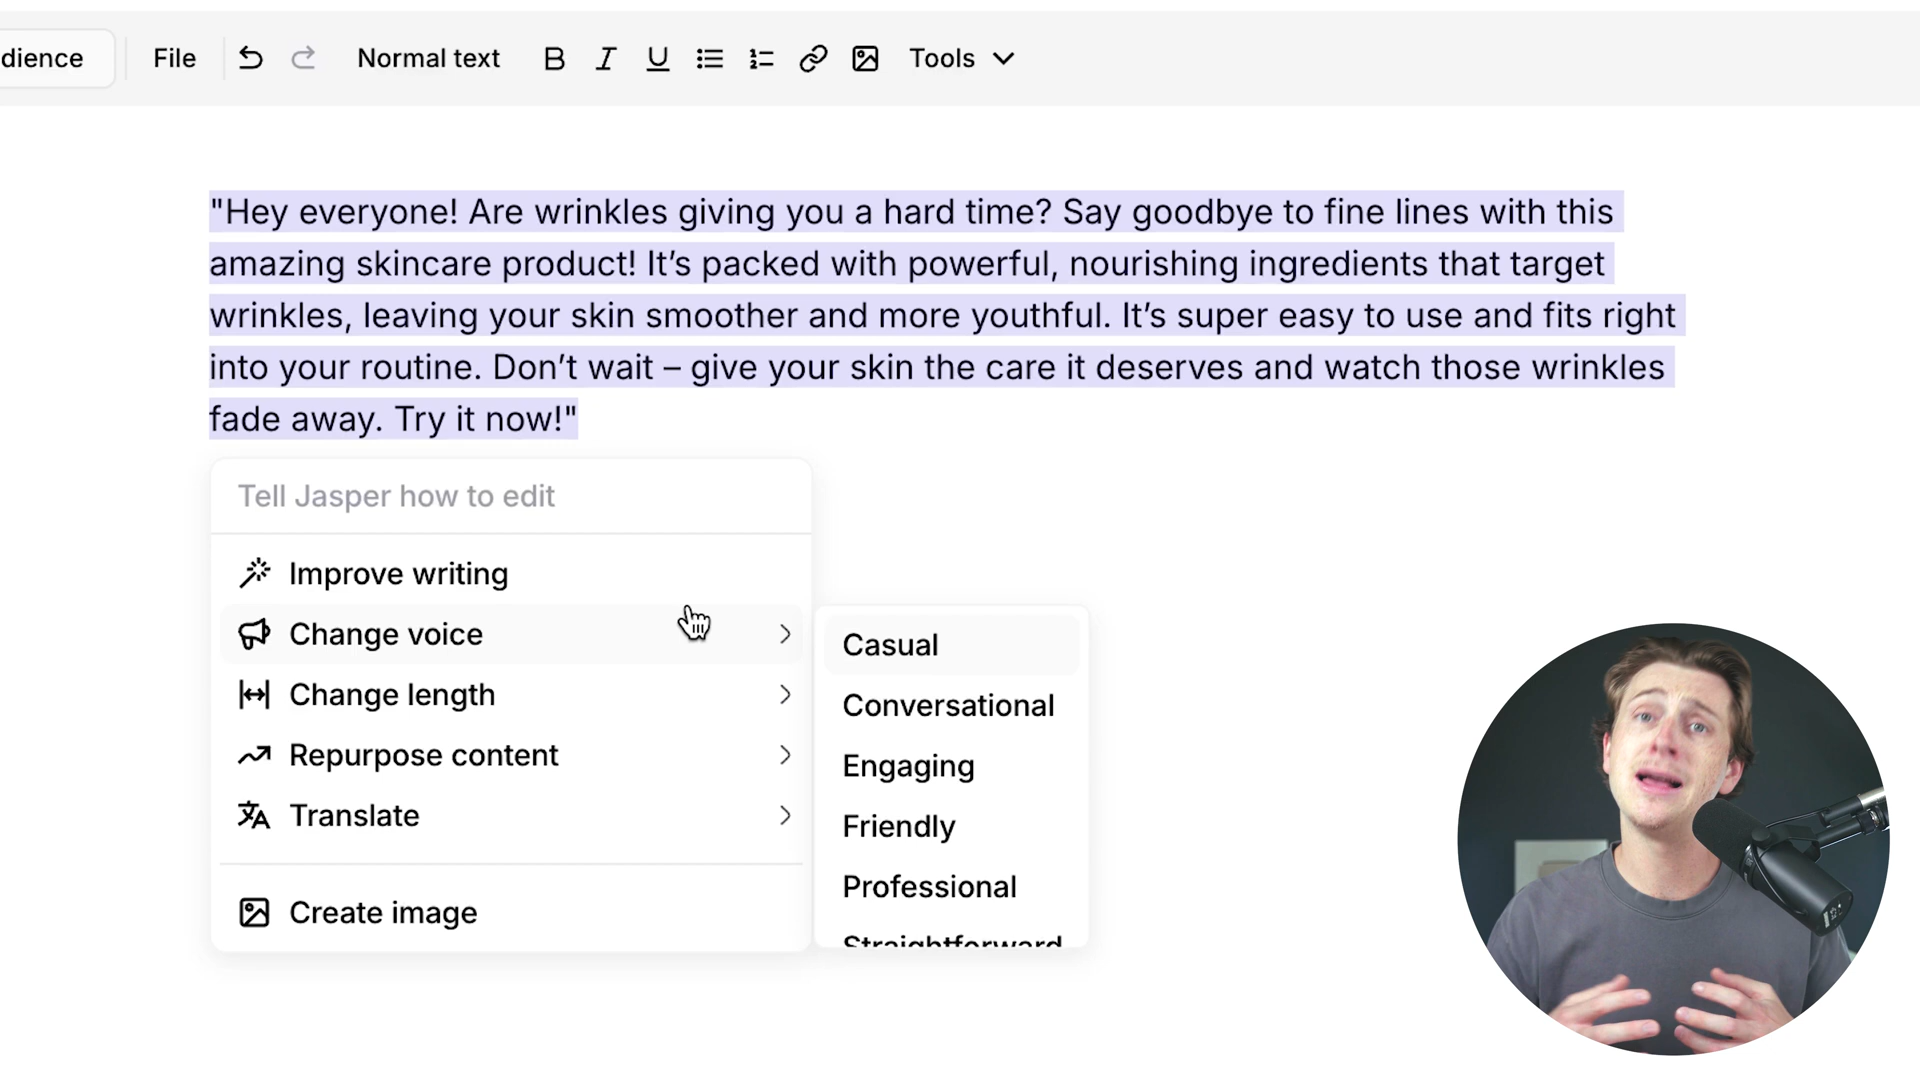 dience File Normal text B I U Tools
"Hey everyone! Are wrinkles giving you a hard time? Say goodbye to fine lines with this
amazing skincare product! It’s packed with powerful, nourishing ingredients that target
wrinkles, leaving your skin smoother and more youthful. It’s super easy to use and fits right
into your routine. Don’t wait – give your skin the care it deserves and watch those wrinkles
fade away. Try it now!"
Tell Jasper how to edit
Improve writing
Change voice
Change length
Repurpose content
Translate
Create image
Casual
Conversational
Engaging
Friendly
Professional
Straightforward